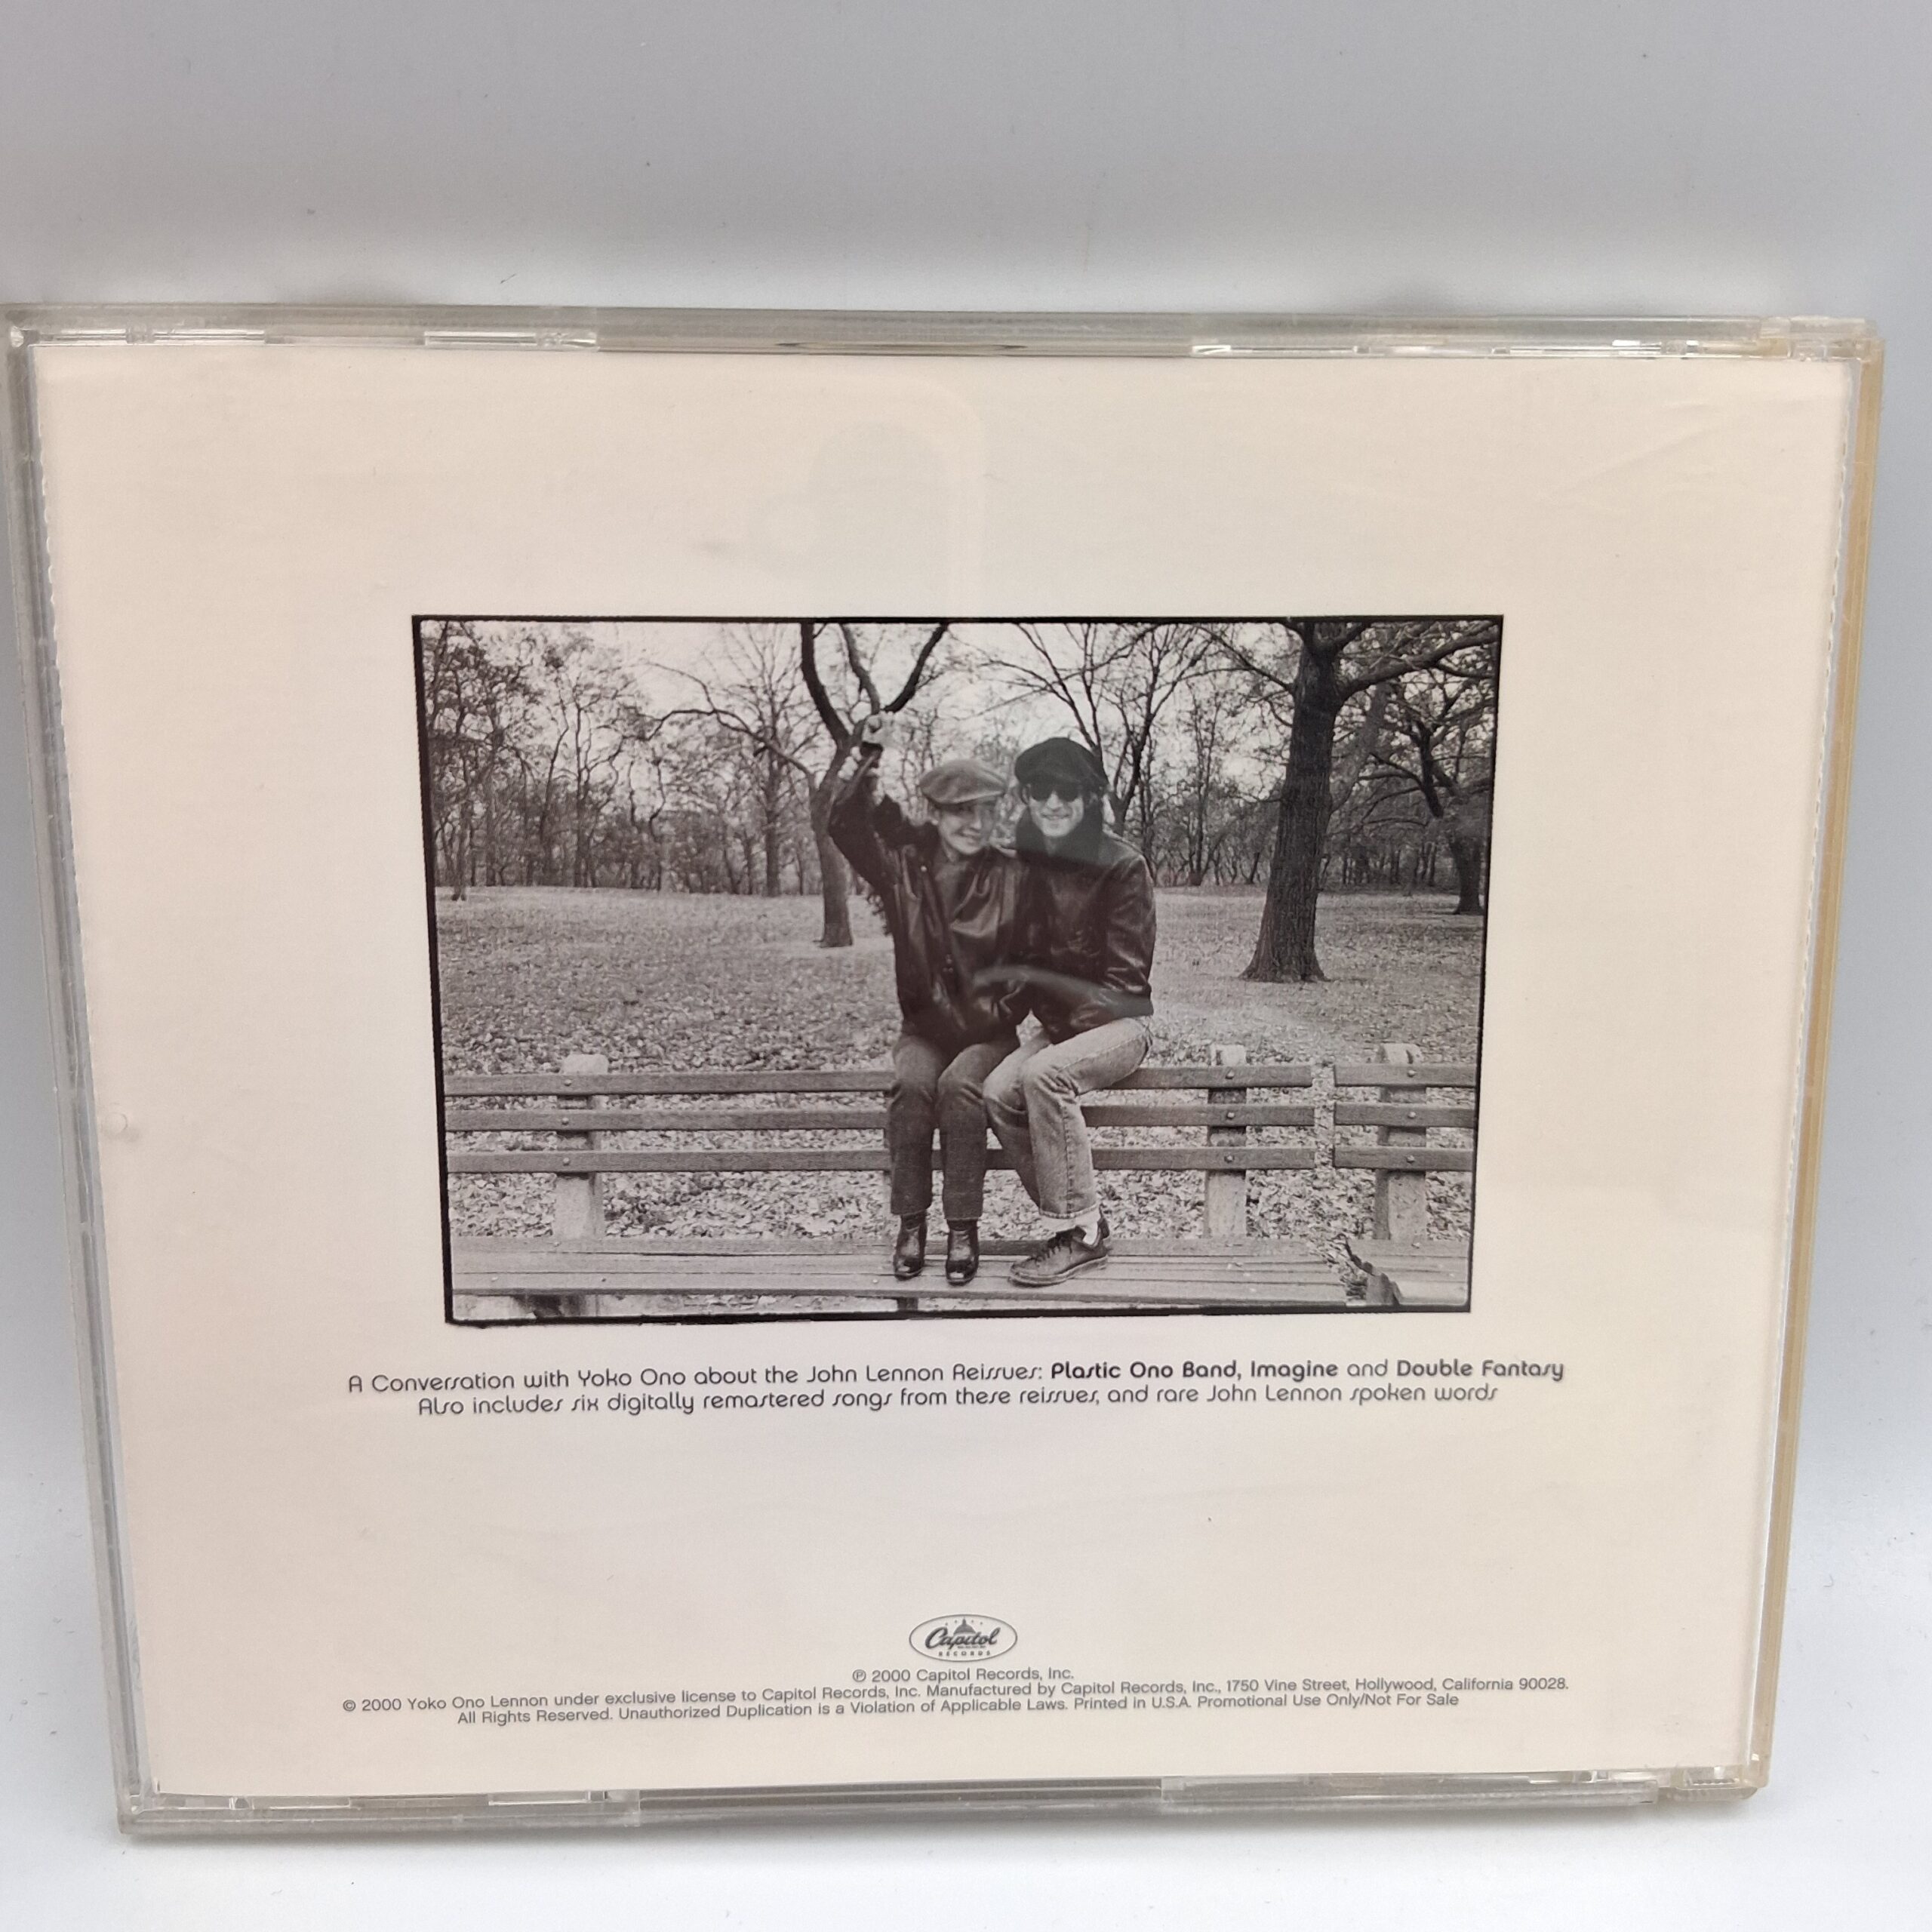 A Conversation with Yoko Ono about the John Lennon Reissues: Plastic Ono Band, Imagine and Double Fantasy
Also includes six digitally remastered songs from these reissues, and rare John Lennon spoken words
Capitol
RECORDS
℗ 2000 Capitol Records, Inc.
© 2000 Yoko Ono Lennon under exclusive license to Capitol Records, Inc. Manufactured by Capitol Records, Inc., 1750 Vine Street, Hollywood, California 90028.
All Rights Reserved. Unauthorized Duplication is a Violation of Applicable Laws. Printed in U.S.A. Promotional Use Only/Not For Sale